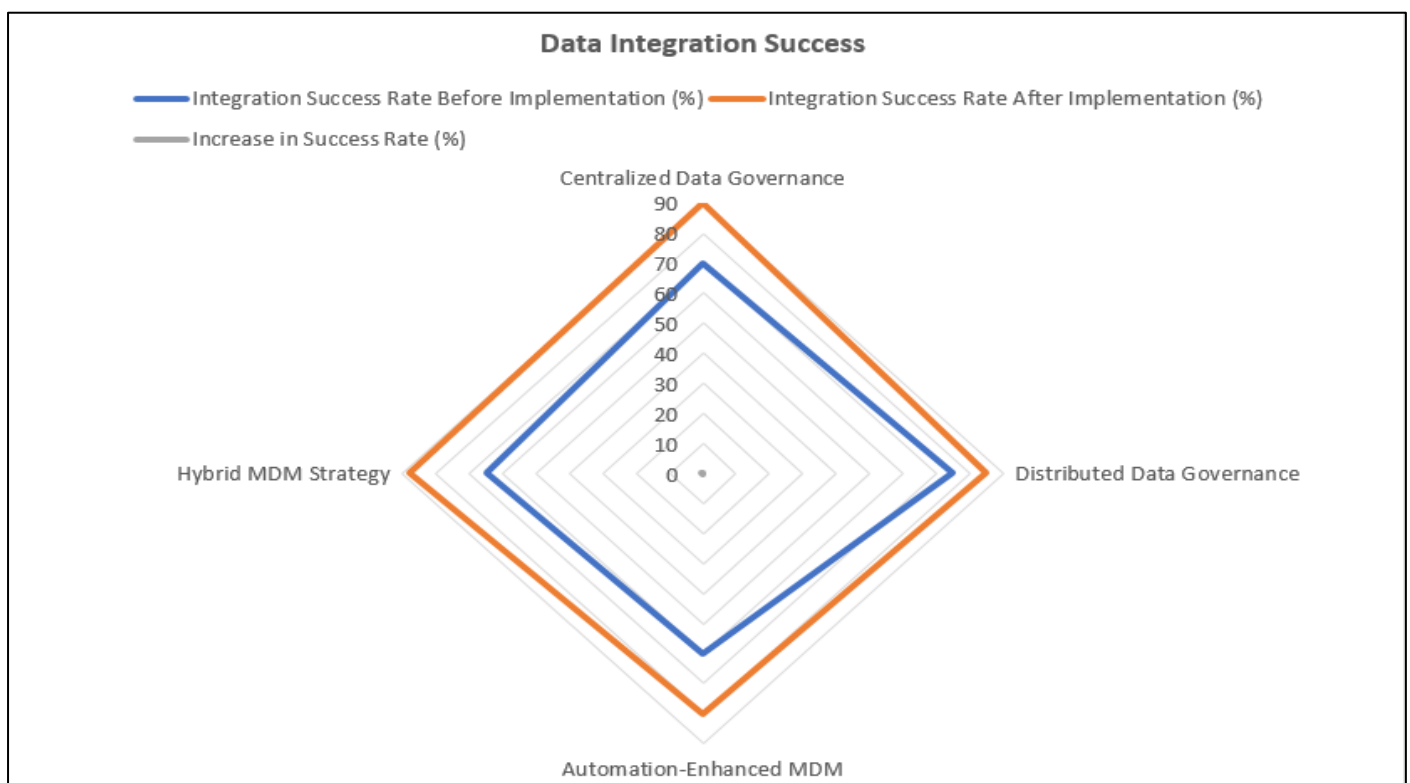 Data Integration Success
Integration Success Rate Before Implementation (%) Integration Success Rate After Implementation (%)
Increase in Success Rate (%)
Centralized Data Governance
90
80
70
60
50
40
30
20
10
0
Hybrid MDM Strategy
Distributed Data Governance
Automation-Enhanced MDM